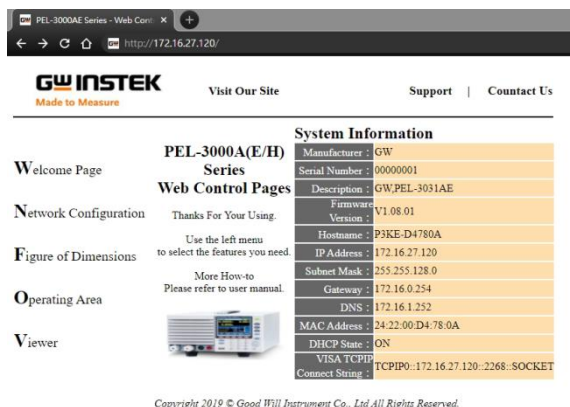 PEL-3000AE Series - Web Cont
http://172.16.27.120/
GW INSTEK
Made to Measure
Visit Our Site
Support | Countact Us
Welcome Page
Network Configuration
Figure of Dimensions
Operating Area
Viewer
PEL-3000A(E/H)
Series
Web Control Pages
Thanks For Your Using.
Use the left menu
to select the features you need.
More How-to
Please refer to user manual.
System Information
Manufacturer : GW
Serial Number : 00000001
Description : GW,PEL-3031AE
Firmware
Version : V1.08.01
Hostname : P3KE-D4780A
IP Address : 172.16.27.120
Subnet Mask : 255.255.128.0
Gateway : 172.16.0.254
DNS : 172.16.1.252
MAC Address : 24:22:00:D4:78:0A
DHCP State : ON
VISA TCPIP
Connect String : TCPIP0::172.16.27.120::2268::SOCKET
Copyright 2019 © Good Will Instrument Co., Ltd All Rights Reserved.